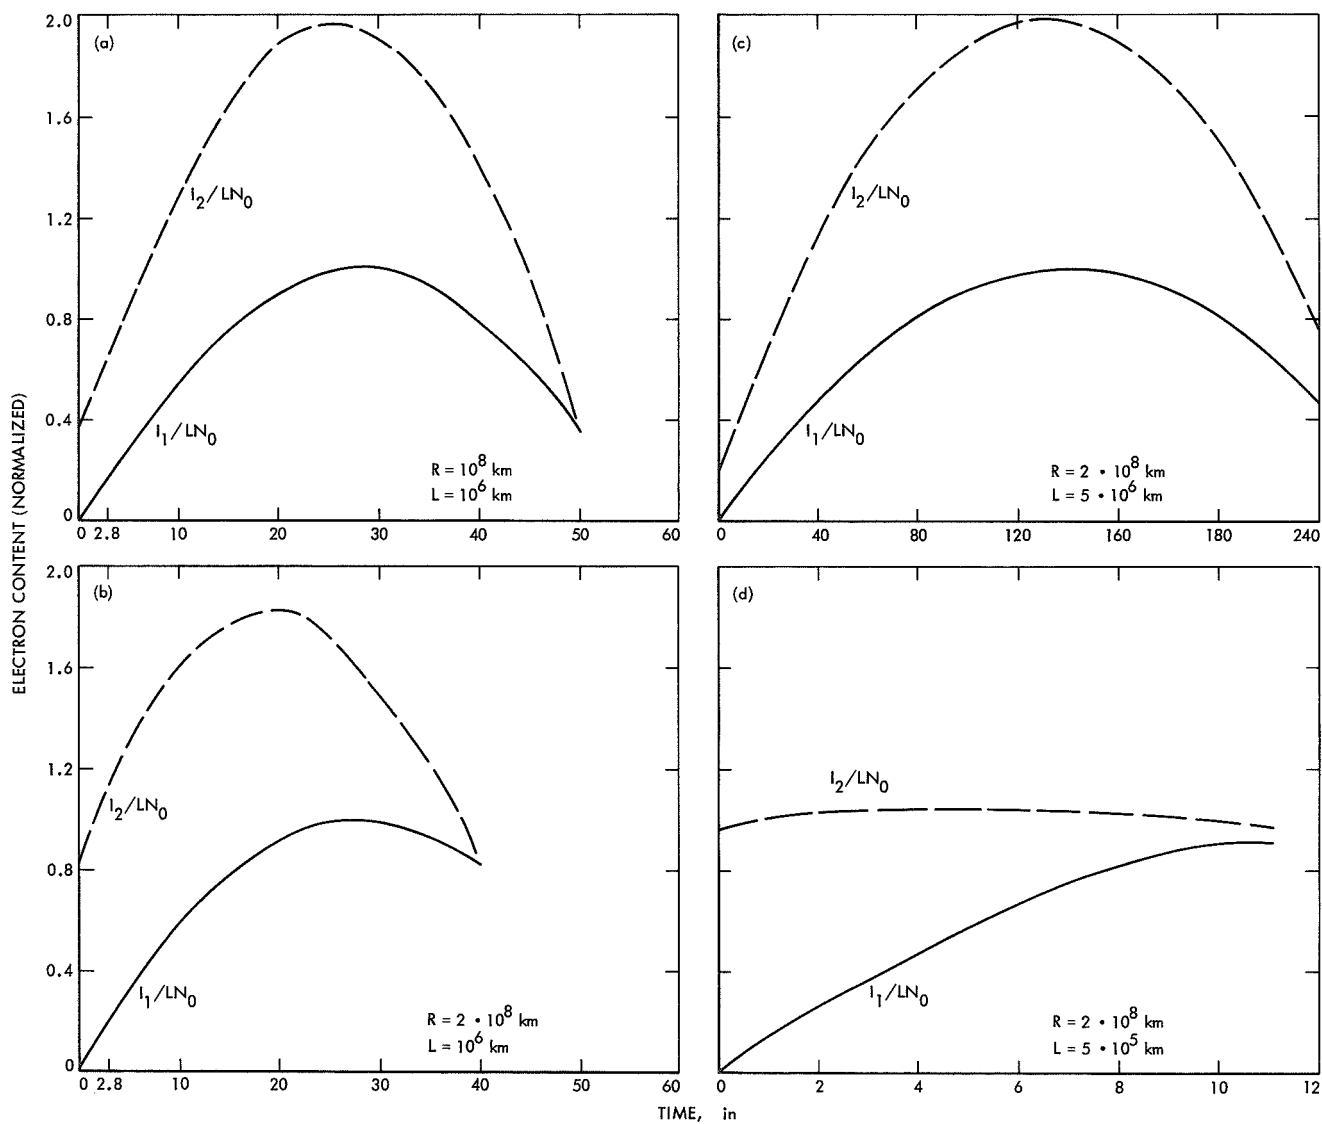 ELECTRON CONTENT (NORMALIZED)
(a)
2.0
1.6
1.2
0.8
0.4
0
I2/LN0
I1/LN0
R = 10^8 km
L = 10^6 km
0 2.8 10 20 30 40 50 60
(c)
I2/LN0
I1/LN0
R = 2 • 10^8 km
L = 5 • 10^6 km
0 40 80 120 160 180 240
(b)
2.0
1.6
1.2
0.8
0.4
0
I2/LN0
I1/LN0
R = 2 • 10^8 km
L = 10^6 km
0 2.8 10 20 30 40 50 60
(d)
I2/LN0
I1/LN0
R = 2 • 10^8 km
L = 5 • 10^5 km
0 2 4 6 8 10 12
TIME, in